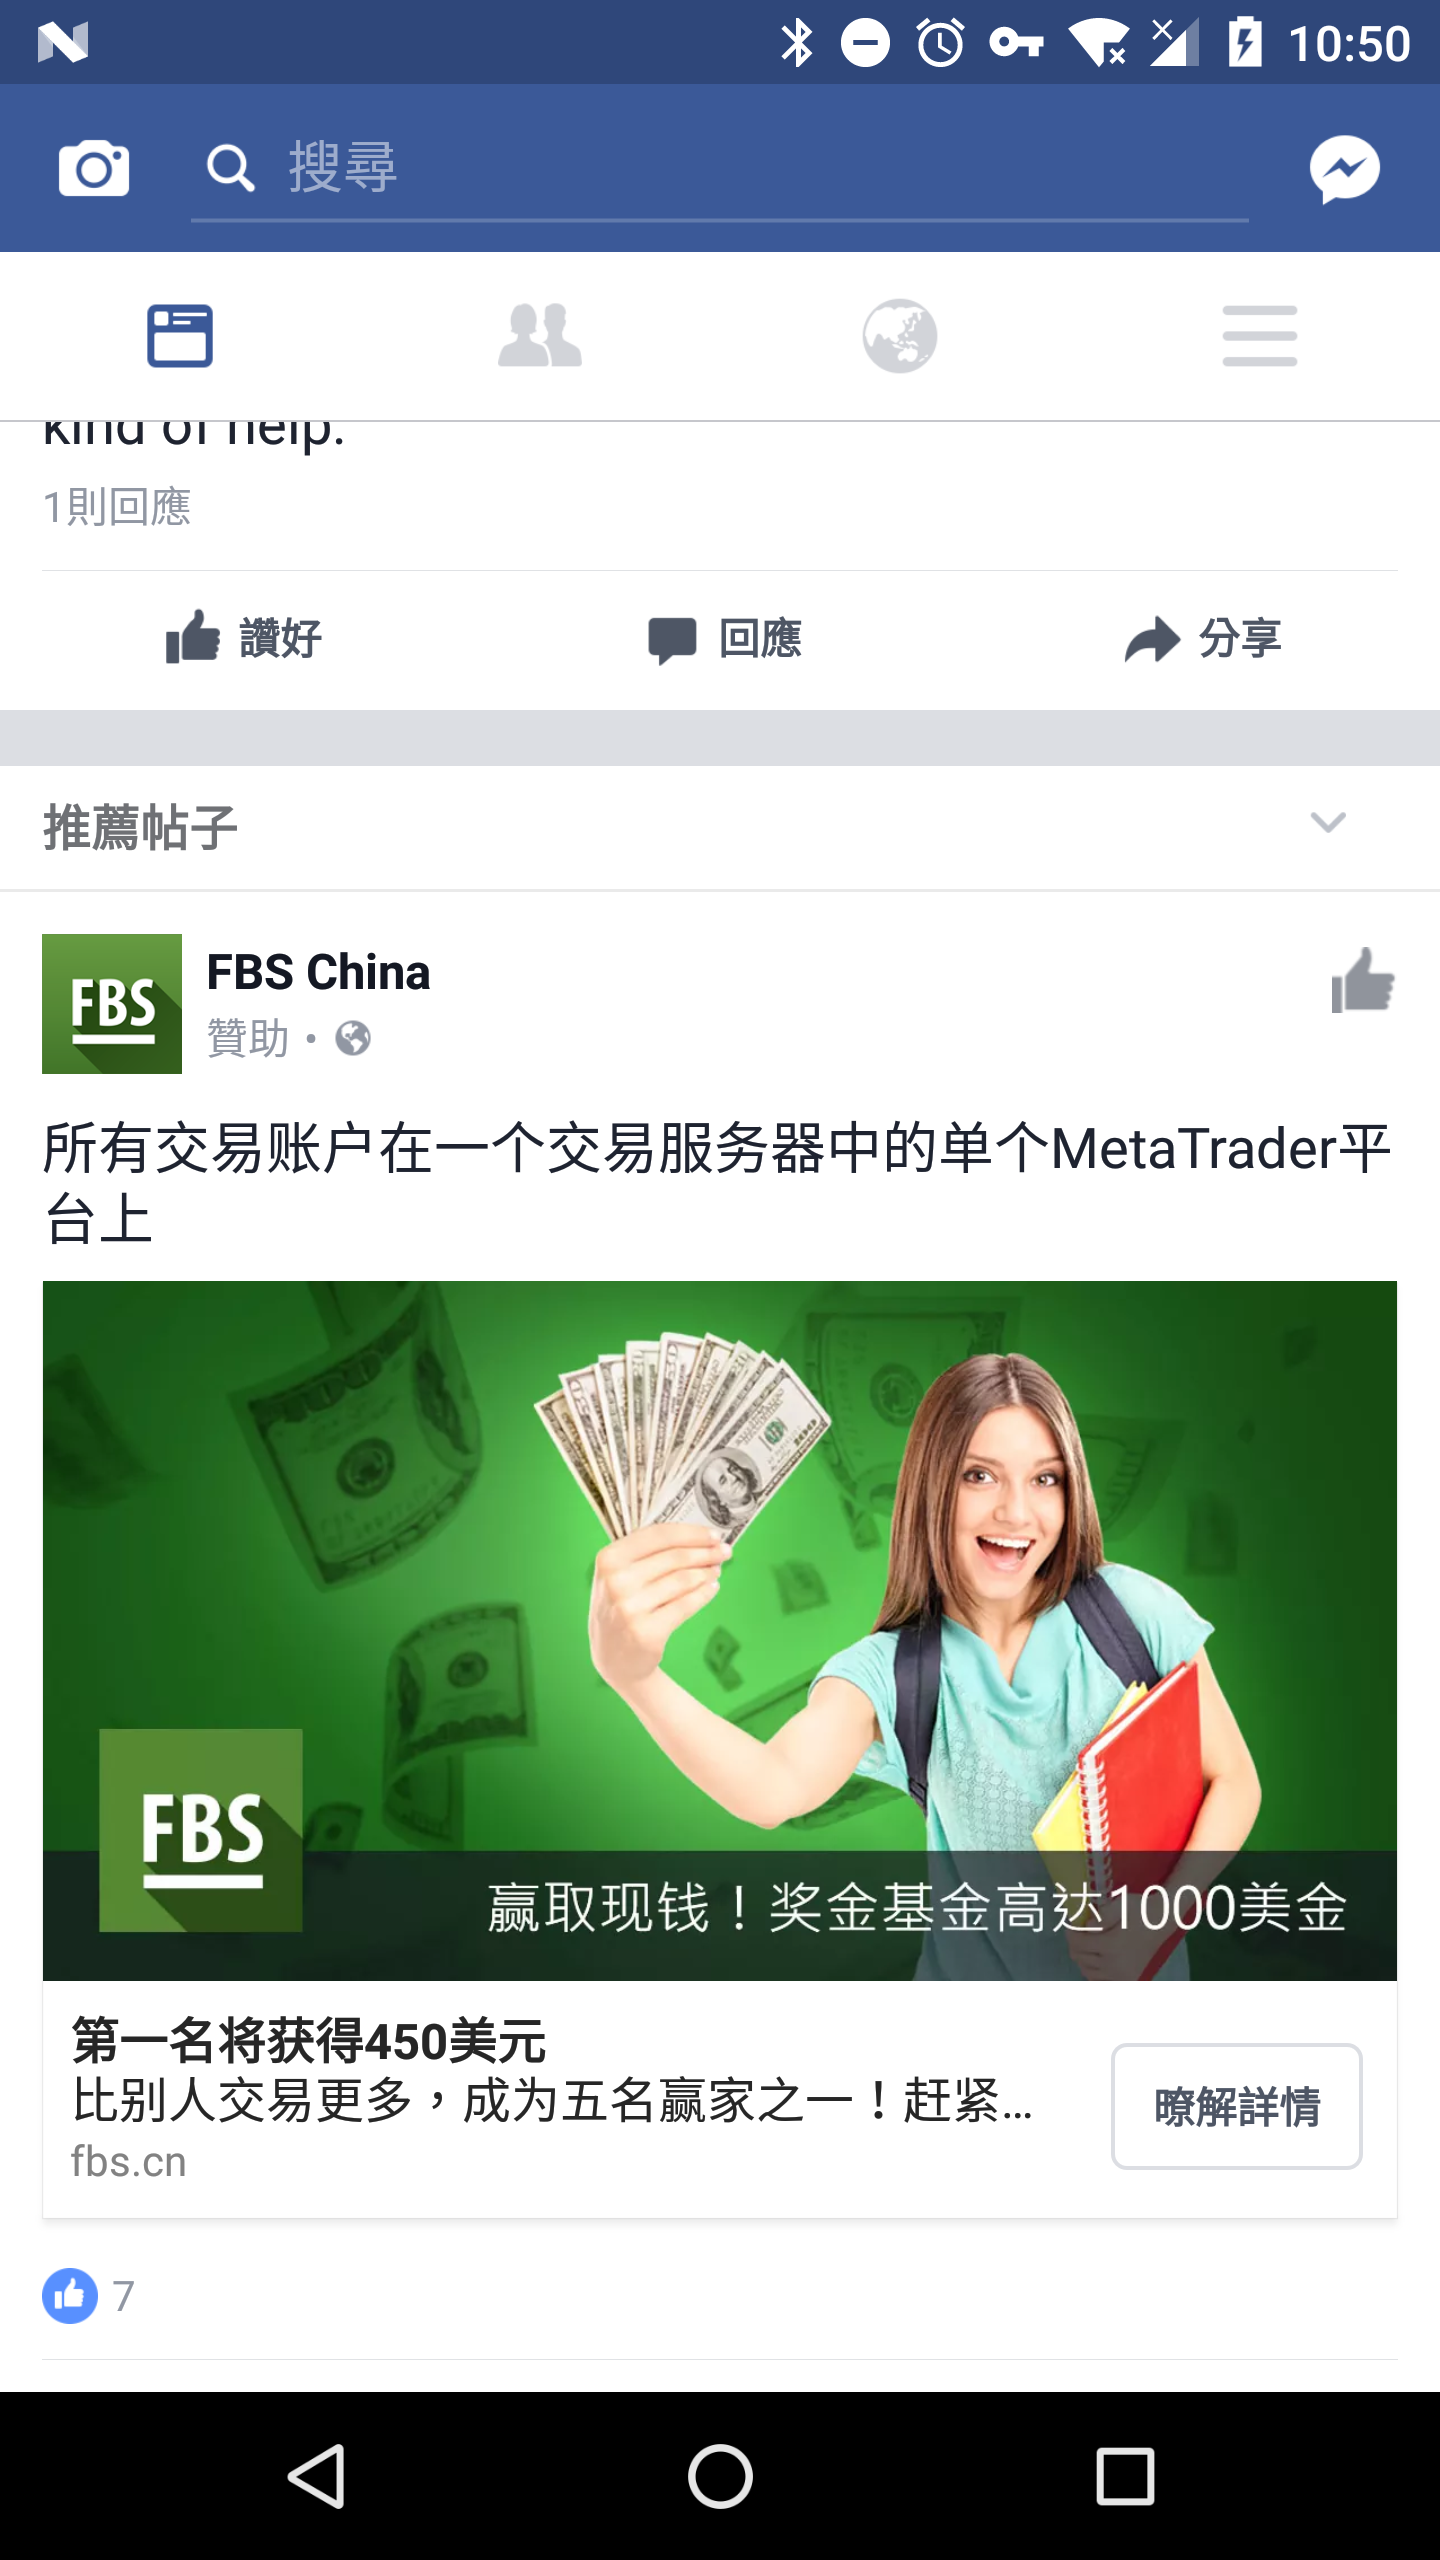 10:50
搜尋
kind of help.
1則回應
讚好
回應
分享
推薦帖子
FBS
FBS China
贊助 •
所有交易账户在一个交易服务器中的单个MetaTrader平
台上
FBS
赢取现钱！奖金基金高达1000美金
第一名将获得450美元
比别人交易更多，成为五名赢家之一！赶紧...
fbs.cn
暸解詳情
7